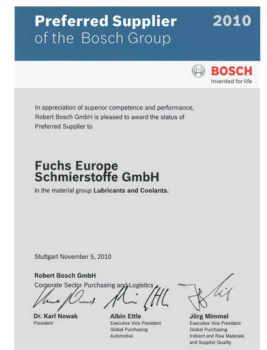 Preferred Supplier 2010
of the Bosch Group
BOSCH
Invented for life
In appreciation of superior competence and performance,
Robert Bosch GmbH is pleased to award the status of
Preferred Supplier to
Fuchs Europe
Schmierstoffe GmbH
in the material group Lubricants and Coolants.
Stuttgart November 5, 2010
Robert Bosch GmbH
Corporate Sector Purchasing and Logistics
Dr. Karl Nowak
President
Albin Ettle
Executive Vice President
Global Purchasing
Automotive
Jörg Mimmel
Executive Vice President
Global Purchasing
Indirect and Raw Materials
and Supplier Quality